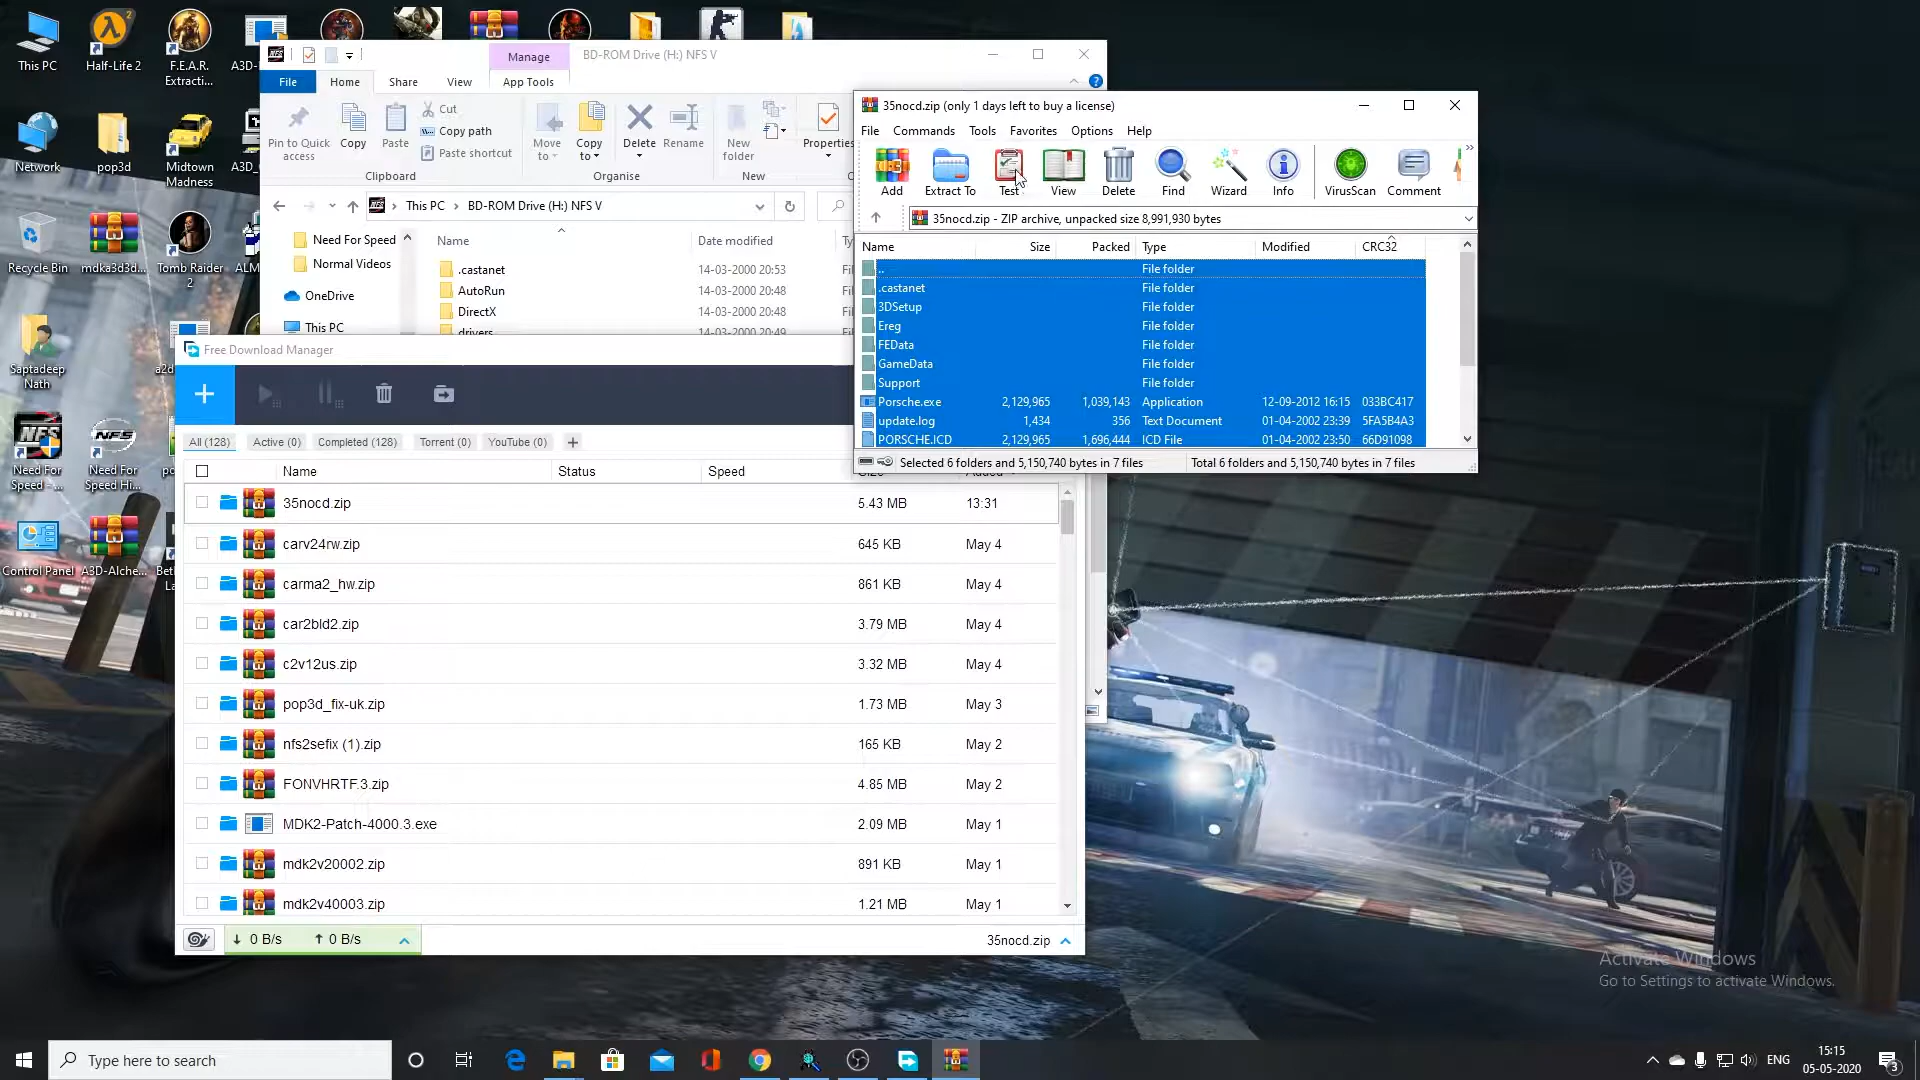 This PC
Half-Life 2
F.E.A.R.
Extracti...
Network
pop3d
Midtown
Madness
Recycle Bin
mdka3d3d...
Tomb Raider
2
Saptadeep
Nath
Need For
Speed - ...
Need For
Speed Hi...
Control Panel
A3D-Alche...
Manage
BD-ROM Drive (H:) NFS V
File
Home
Share
View
App Tools
Pin to Quick
access
Copy
Paste
Cut
Copy path
Paste shortcut
Move
to
Copy
to
Delete
Rename
New
folder
Properties
Clipboard
Organise
New
This PC
BD-ROM Drive (H:) NFS V
Name
Date modified
Need For Speed
Normal Videos
OneDrive
This PC
.castanet
14-03-2000 20:53
AutoRun
14-03-2000 20:48
DirectX
14-03-2000 20:48
drivers
14-03-2000 20:49
35nocd.zip (only 1 days left to buy a license)
File Commands Tools Favorites Options Help
Add Extract To Test View Delete Find Wizard Info VirusScan Comment
35nocd.zip - ZIP archive, unpacked size 8,991,930 bytes
Name Size Packed Type Modified CRC32
.. File folder
.castanet File folder
3DSetup File folder
Ereg File folder
FEData File folder
GameData File folder
Support File folder
Porsche.exe 2,129,965 1,039,143 Application 12-09-2012 16:15 033BC417
update.log 1,434 356 Text Document 01-04-2002 23:39 5FA5B4A3
PORSCHE.ICD 2,129,965 1,696,444 ICD File 01-04-2002 23:50 66D91098
Selected 6 folders and 5,150,740 bytes in 7 files
Total 6 folders and 5,150,740 bytes in 7 files
Free Download Manager
All (128) Active (0) Completed (128) Torrent (0) YouTube (0) +
Name Status Speed
35nocd.zip 5.43 MB 13:31
carv24rw.zip 645 KB May 4
carma2_hw.zip 861 KB May 4
car2bld2.zip 3.79 MB May 4
c2v12us.zip 3.32 MB May 4
pop3d_fix-uk.zip 1.73 MB May 3
nfs2sefix (1).zip 165 KB May 2
FONVHRTF.3.zip 4.85 MB May 2
MDK2-Patch-4000.3.exe 2.09 MB May 1
mdk2v20002.zip 891 KB May 1
mdk2v40003.zip 1.21 MB May 1
0 B/s 0 B/s
35nocd.zip
Activate Windows
Go to Settings to activate Windows.
Type here to search
ENG
15:15
05-05-2020
3